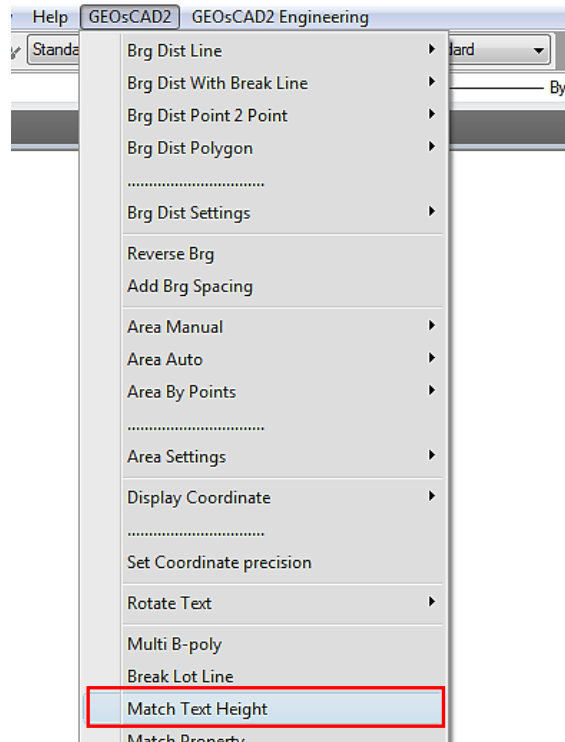 Help GEOsCAD2 GEOsCAD2 Engineering
Standa dard
By
Brg Dist Line
Brg Dist With Break Line
Brg Dist Point 2 Point
Brg Dist Polygon
................................
Brg Dist Settings
Reverse Brg
Add Brg Spacing
Area Manual
Area Auto
Area By Points
................................
Area Settings
Display Coordinate
................................
Set Coordinate precision
Rotate Text
Multi B-poly
Break Lot Line
Match Text Height
Match Property